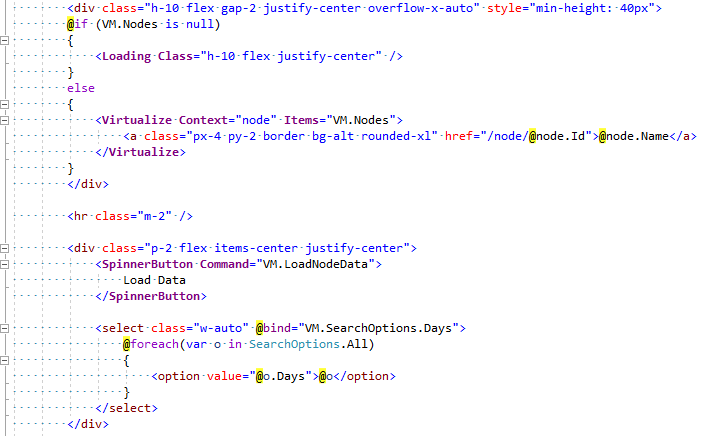 <div class="h-10 flex gap-2 justify-center overflow-x-auto" style="min-height: 40px">
@if (VM.Nodes is null)
{
<Loading Class="h-10 flex justify-center" />
}
else
{
<Virtualize Context="node" Items="VM.Nodes">
<a class="px-4 py-2 border bg-alt rounded-xl" href="/node/@node.Id">@node.Name</a>
</Virtualize>
}
</div>
<hr class="m-2" />
<div class="p-2 flex items-center justify-center">
<SpinnerButton Command="VM.LoadNodeData">
Load Data
</SpinnerButton>
<select class="w-auto" @bind="VM.SearchOptions.Days">
@foreach(var o in SearchOptions.All)
{
<option value="@o.Days">@o</option>
}
</select>
</div>